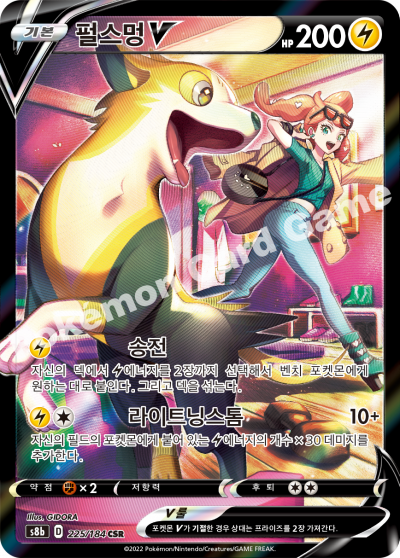 기본 펄스멍 V HP 200
Pokémon Card Game
송전
자신의 덱에서 에너지를 2장까지 선택해서 벤치 포켓몬에게
원하는 대로 붙인다. 그리고 덱을 섞는다.
라이트닝스톰 10+
자신의 필드의 포켓몬에게 붙어 있는 에너지의 개수 × 30 데미지를
추가한다.
약점 ×2 저항력 후퇴
Illus. GIDORA
V룰
s8b D 225/184 CSR
포켓몬 V가 기절한 경우 상대는 프라이즈를 2장 가져간다.
©2022 Pokémon/Nintendo/Creatures/GAME FREAK.